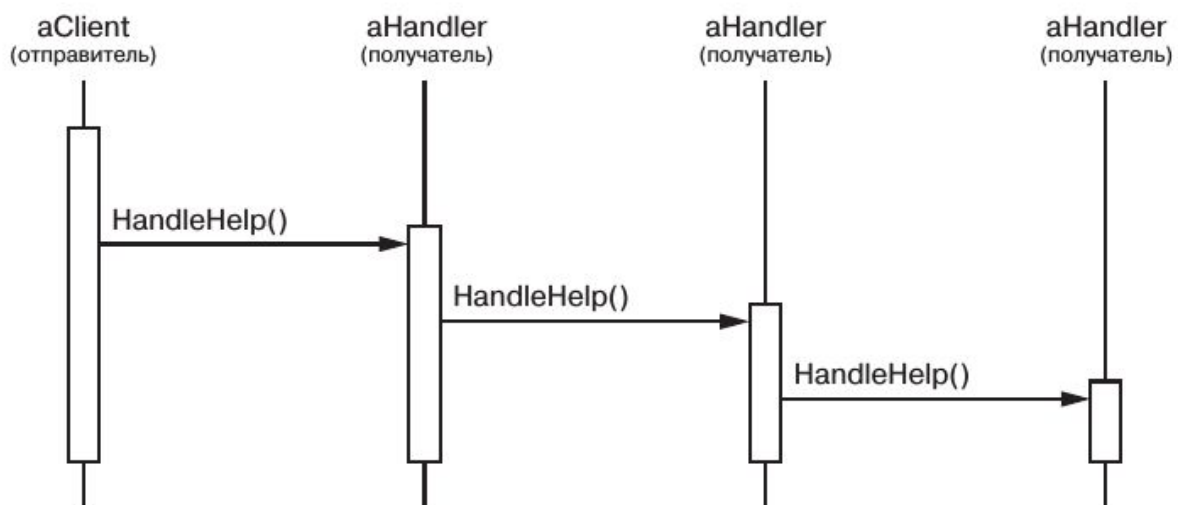 aClient
(отправитель)
aHandler
(получатель)
aHandler
(получатель)
aHandler
(получатель)
HandleHelp()
HandleHelp()
HandleHelp()